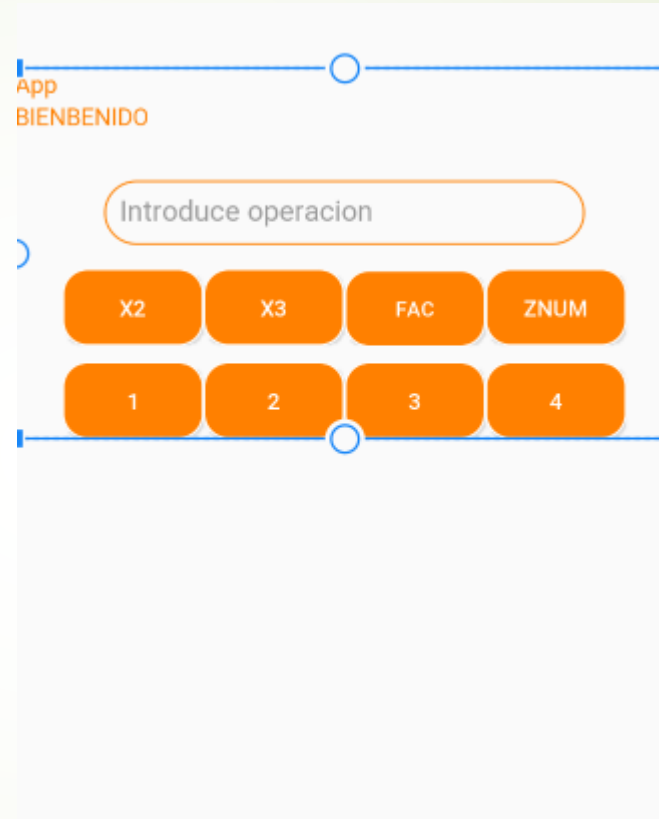 App
BIENBENIDO
Introduce operacion
X2 X3 FAC ZNUM
1 2 3 4